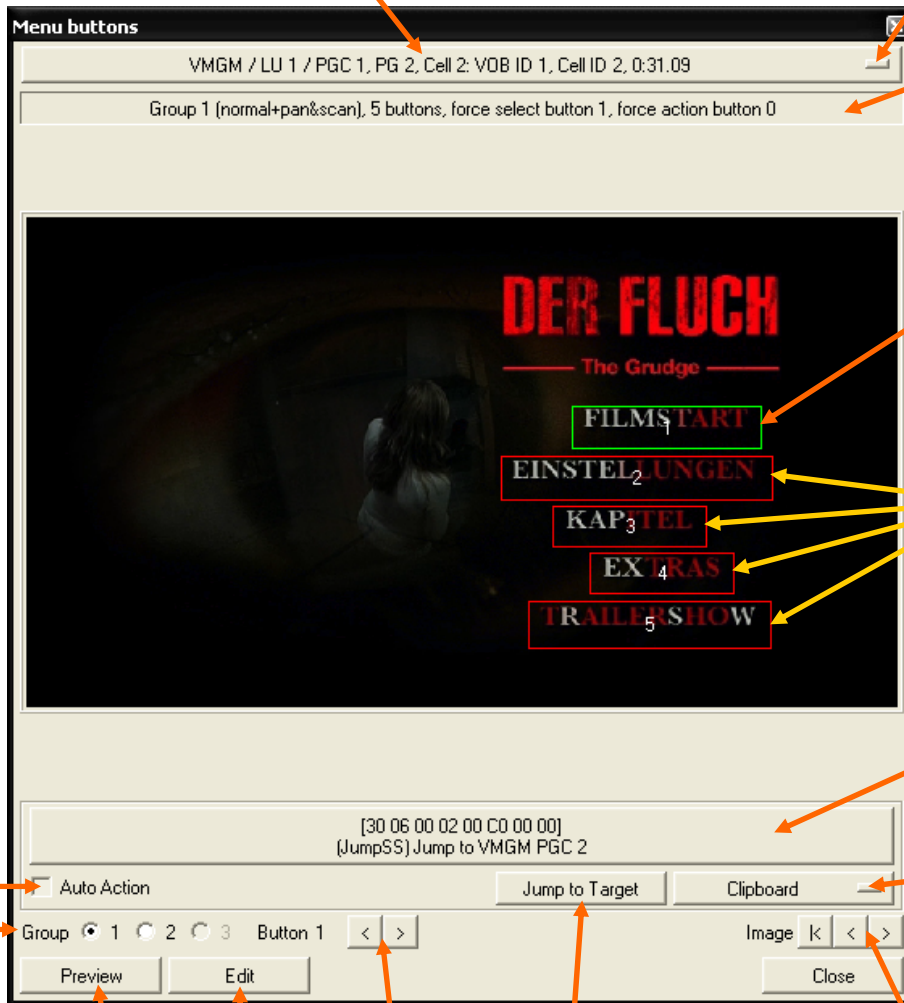 Menu buttons
VMGM / LU 1 / PGC 1, PG 2, Cell 2: VOB ID 1, Cell ID 2, 0:31.09
Group 1 (normal+pan&scan), 5 buttons, force select button 1, force action button 0
DER FLUCH
The Grudge
FILMSTART
1
EINSTELLUNGEN
2
KAPITEL
3
EXTRAS
4
TRAILERSHOW
5
[30 06 00 02 00 C0 00 00]
(JumpSS) Jump to VMGM PGC 2
Auto Action Jump to Target Clipboard
Group 1 2 3 Button 1 < > Image |< < >
Preview Edit Close